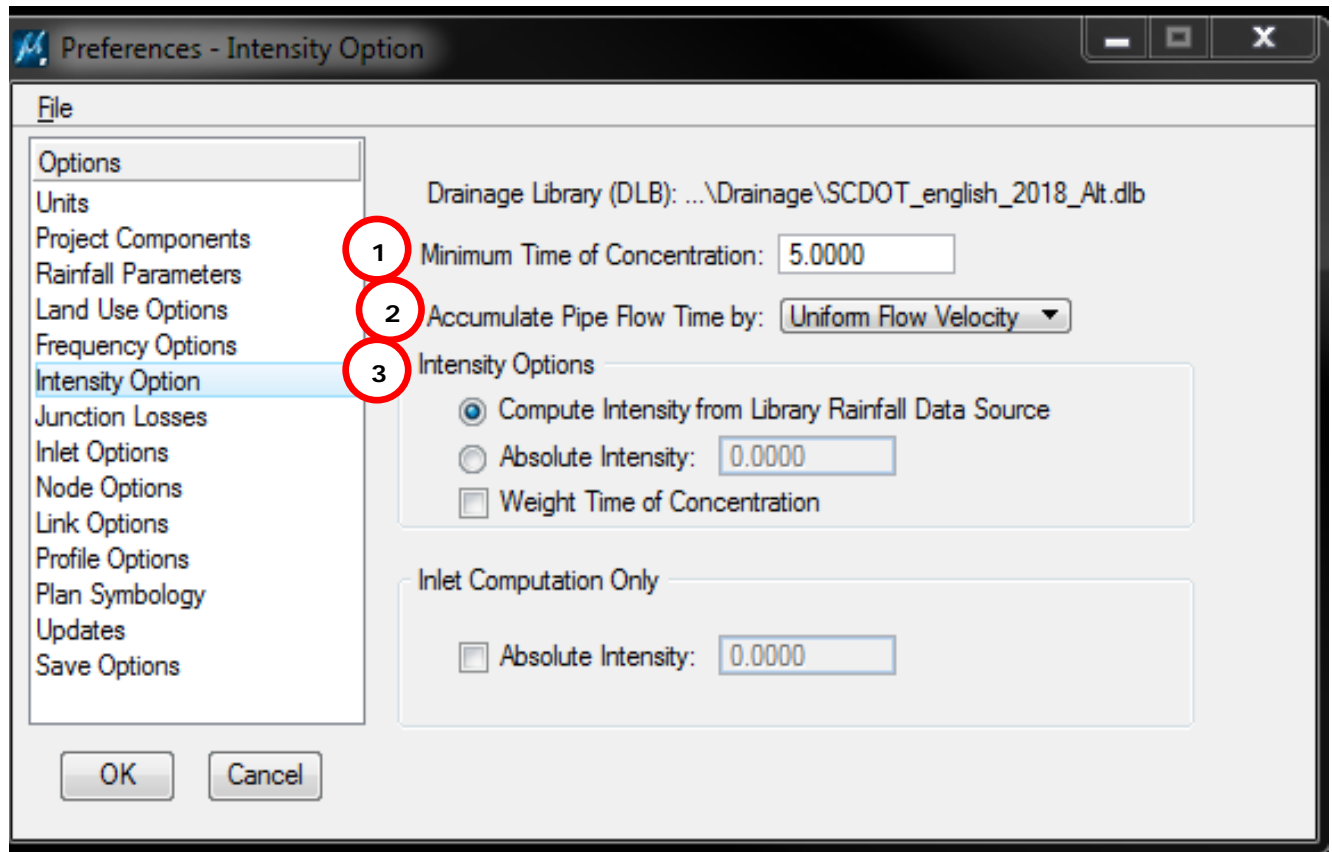 Preferences - Intensity Option
File
Options
Units
Project Components
Rainfall Parameters
Land Use Options
Frequency Options
Intensity Option
Junction Losses
Inlet Options
Node Options
Link Options
Profile Options
Plan Symbology
Updates
Save Options
OK Cancel
Drainage Library (DLB): ...\Drainage\SCDOT_english_2018_Alt.dlb
1 Minimum Time of Concentration: 5.0000
2 Accumulate Pipe Flow Time by: Uniform Flow Velocity
3 Intensity Options
Compute Intensity from Library Rainfall Data Source
Absolute Intensity: 0.0000
Weight Time of Concentration
Inlet Computation Only
Absolute Intensity: 0.0000